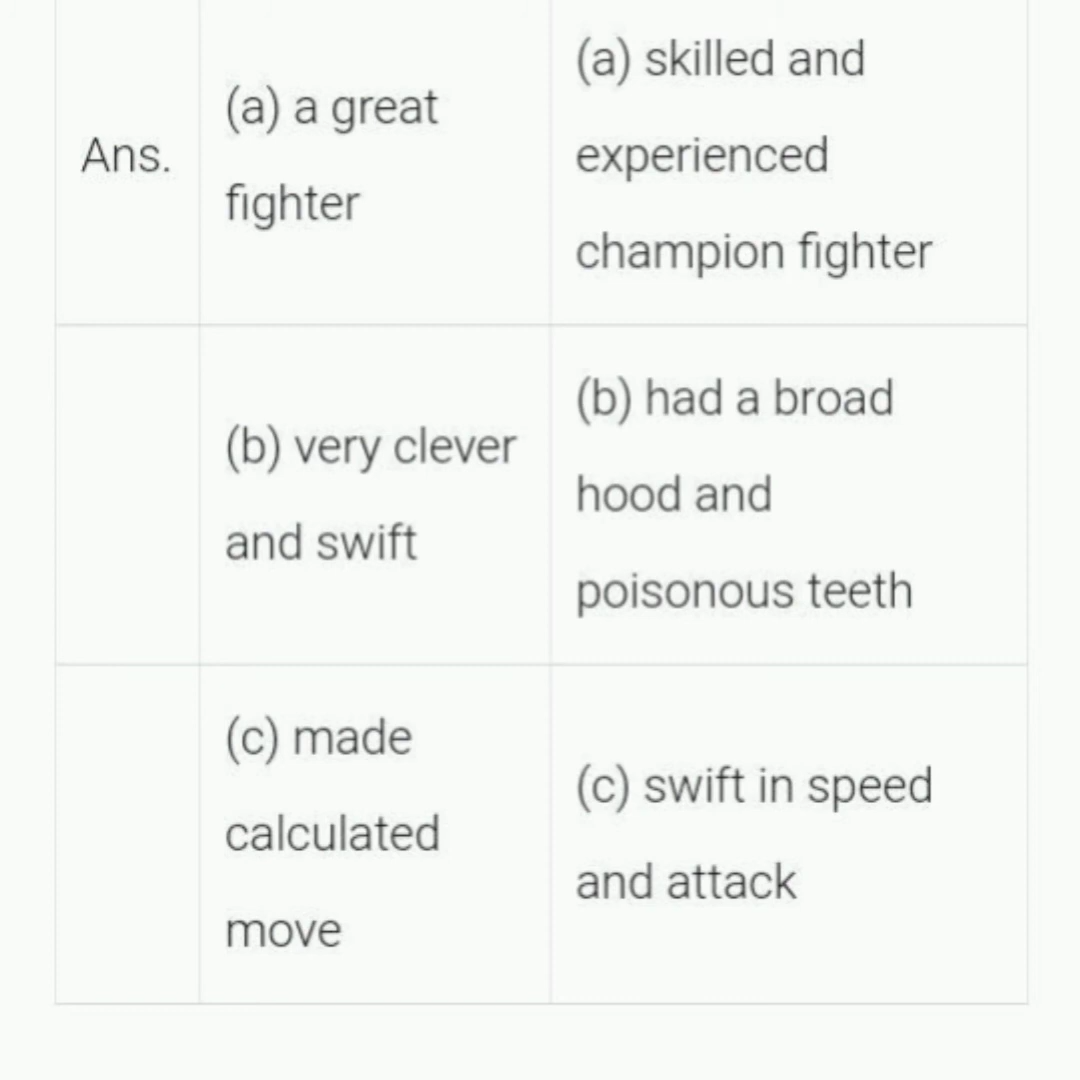 Ans.
(a) a great
fighter
(a) skilled and
experienced
champion fighter
(b) very clever
and swift
(b) had a broad
hood and
poisonous teeth
(c) made
calculated
move
(c) swift in speed
and attack